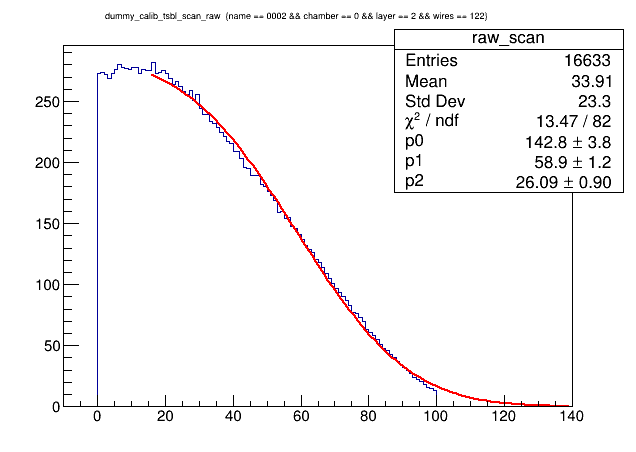 dummy_calib_tsbl_scan_raw (name == 0002 && chamber == 0 && layer == 2 && wires == 122)
raw_scan
Entries 16633
Mean 33.91
Std Dev 23.3
χ² / ndf 13.47 / 82
p0 142.8 ± 3.8
p1 58.9 ± 1.2
p2 26.09 ± 0.90
250
200
150
100
50
0
0 20 40 60 80 100 120 140